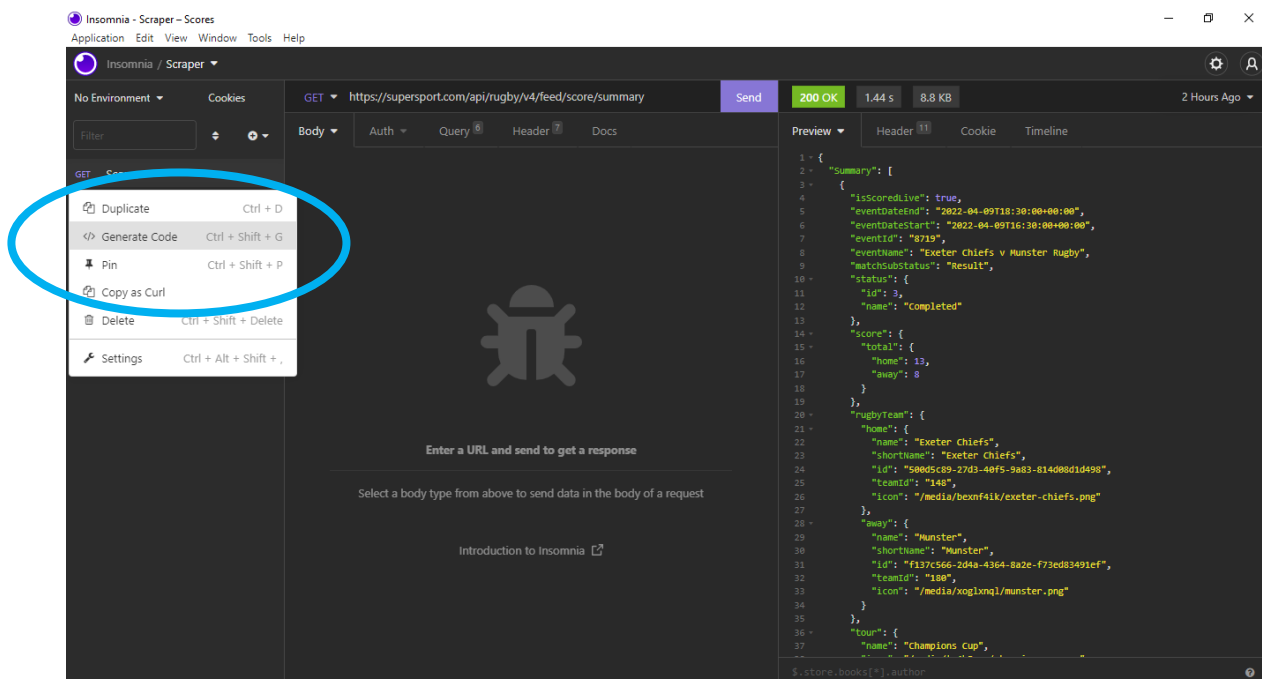 Insomnia - Scraper – Scores
Application Edit View Window Tools Help
Insomnia / Scraper
No Environment Cookies
GET https://supersport.com/api/rugby/v4/feed/score/summary Send
200 OK 1.44 s 8.8 KB 2 Hours Ago
Filter
Body Auth Query 6 Header 7 Docs
Preview Header 11 Cookie Timeline
GET
Duplicate Ctrl + D
</> Generate Code Ctrl + Shift + G
Pin Ctrl + Shift + P
Copy as Curl
Delete Ctrl + Shift + Delete
Settings Ctrl + Alt + Shift + ,
Enter a URL and send to get a response
Select a body type from above to send data in the body of a request
Introduction to Insomnia
1 {
2 "Summary": [
3 {
4 "isScoredLive": true,
5 "eventDateEnd": "2022-04-09T18:30:00+00:00",
6 "eventDateStart": "2022-04-09T16:30:00+00:00",
7 "eventId": "8719",
8 "eventName": "Exeter Chiefs v Munster Rugby",
9 "matchSubStatus": "Result",
10 "status": {
11 "id": 3,
12 "name": "Completed"
13 },
14 "score": {
15 "total": {
16 "home": 13,
17 "away": 8
18 }
19 },
20 "rugbyTeam": {
21 "home": {
22 "name": "Exeter Chiefs",
23 "shortName": "Exeter Chiefs",
24 "id": "500d5c89-27d3-40f5-9a83-814d08d1d498",
25 "teamId": "148",
26 "icon": "/media/bexnf4ik/exeter-chiefs.png"
27 },
28 "away": {
29 "name": "Munster",
30 "shortName": "Munster",
31 "id": "f137c566-2d4a-4364-8a2e-f73ed83491ef",
32 "teamId": "180",
33 "icon": "/media/xoglxnql/munster.png"
34 }
35 },
36 "tour": {
37 "name": "Champions Cup",
$.store.books[*].author